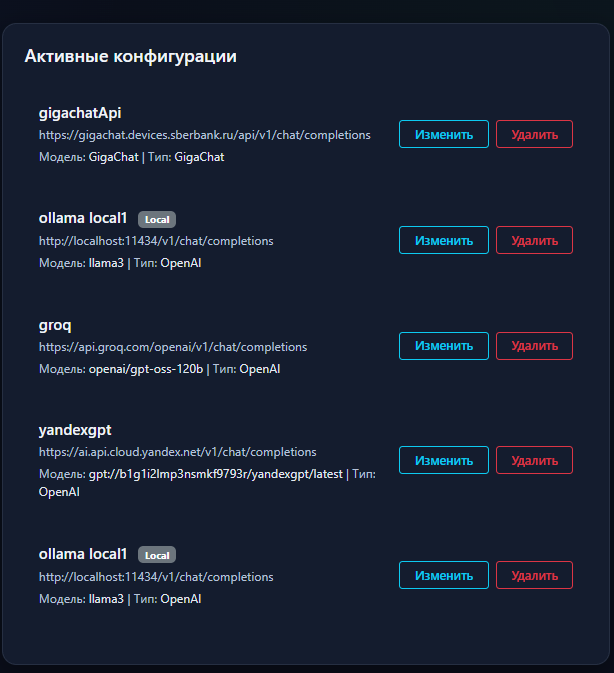 Активные конфигурации
gigachatApi
https://gigachat.devices.sberbank.ru/api/v1/chat/completions
Модель: GigaChat | Тип: GigaChat
Изменить
Удалить
ollama local1 Local
http://localhost:11434/v1/chat/completions
Модель: llama3 | Тип: OpenAI
Изменить
Удалить
groq
https://api.groq.com/openai/v1/chat/completions
Модель: openai/gpt-oss-120b | Тип: OpenAI
Изменить
Удалить
yandexgpt
https://ai.api.cloud.yandex.net/v1/chat/completions
Модель: gpt://b1g1i2lmp3nsmkf9793r/yandexgpt/latest | Тип:
OpenAI
Изменить
Удалить
ollama local1 Local
http://localhost:11434/v1/chat/completions
Модель: llama3 | Тип: OpenAI
Изменить
Удалить